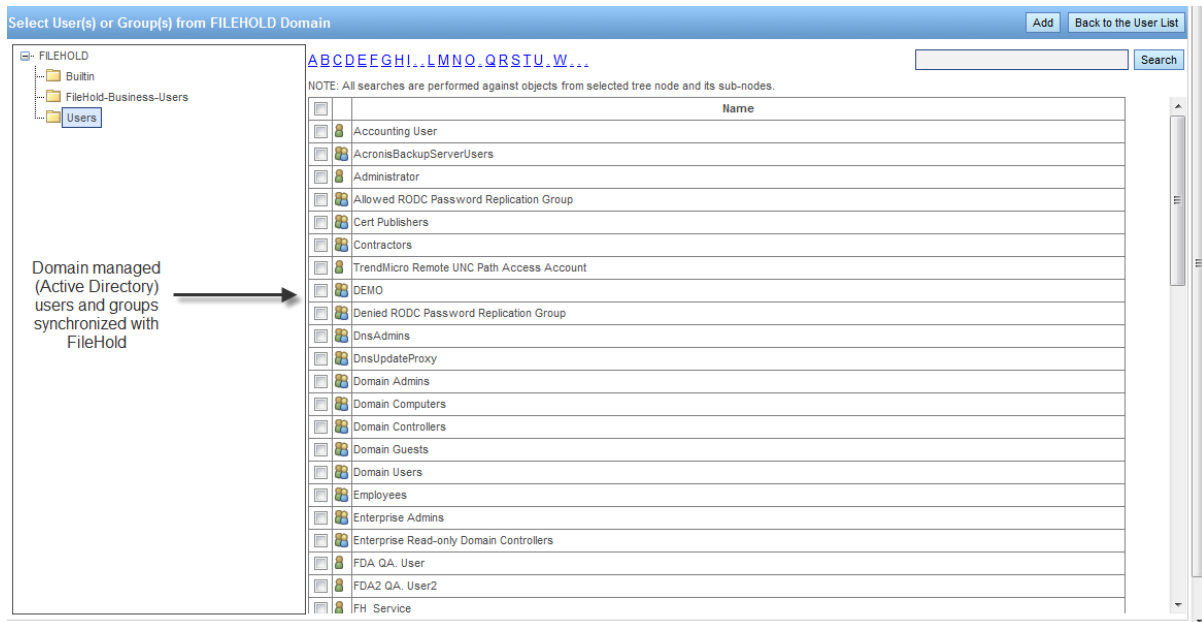 Select User(s) or Group(s) from FILEHOLD Domain
Add
Back to the User List
FILEHOLD
Builtin
FileHold-Business-Users
Users
A B C D E F G H I . . L M N O . Q R S T U . W . . .
Search
NOTE: All searches are performed against objects from selected tree node and its sub-nodes.
Name
Accounting User
AcronisBackupServerUsers
Administrator
Allowed RODC Password Replication Group
Cert Publishers
Contractors
TrendMicro Remote UNC Path Access Account
DEMO
Denied RODC Password Replication Group
DnsAdmins
DnsUpdateProxy
Domain Admins
Domain Computers
Domain Controllers
Domain Guests
Domain Users
Employees
Enterprise Admins
Enterprise Read-only Domain Controllers
FDA QA. User
FDA2 QA. User2
FH_Service
Domain managed
(Active Directory)
users and groups
synchronized with
FileHold